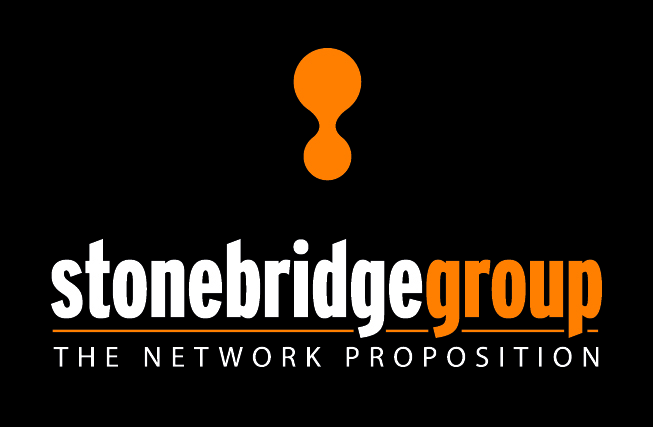 stonebridgegroup
THE NETWORK PROPOSITION